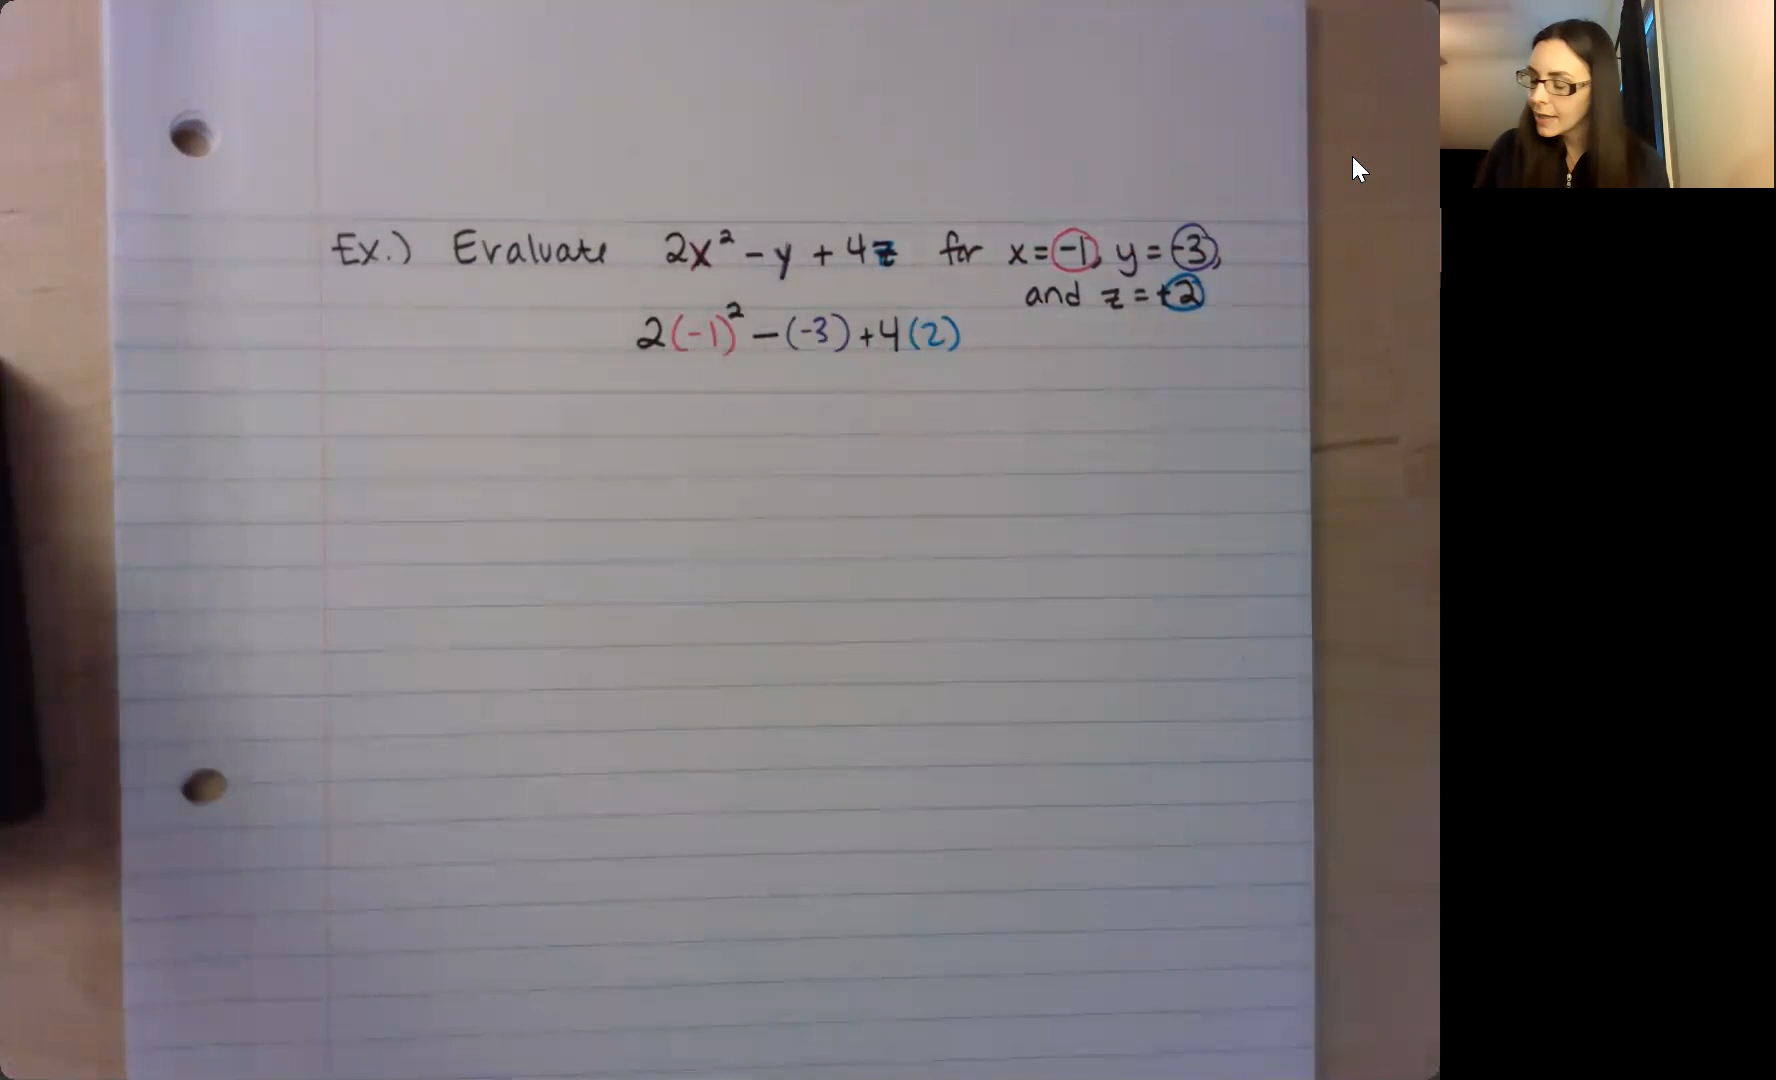 Ex.) Evaluate 2x² - y + 4z for x = -1, y = -3,
and z = +2
2(-1)² - (-3) + 4(2)